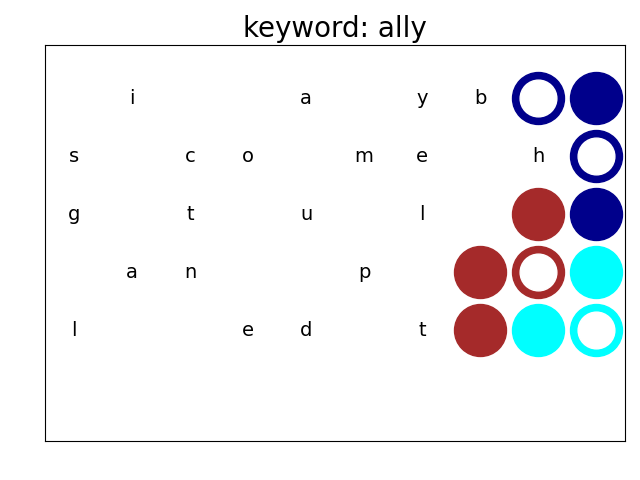 keyword: ally
i a y b
s c o m e h
g t u l
a n p
l e d t